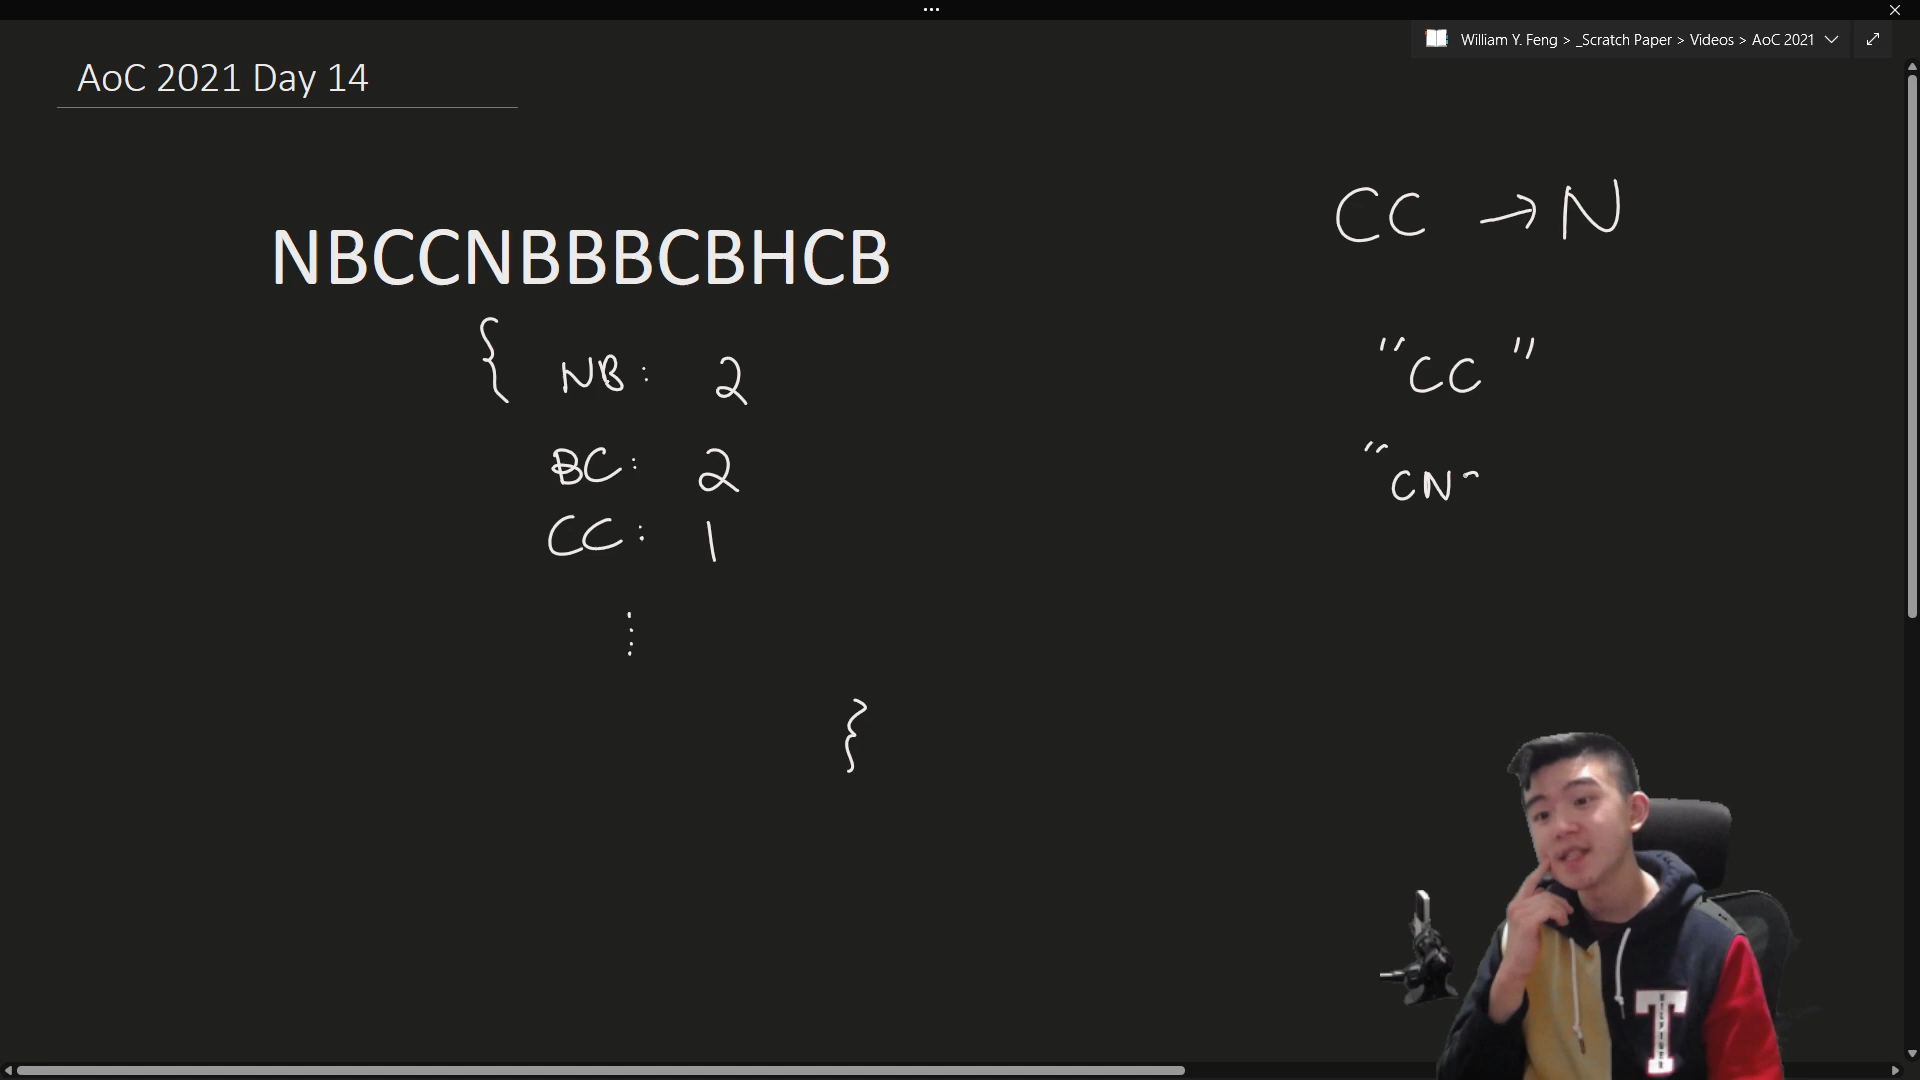 William Y. Feng > _Scratch Paper > Videos > AoC 2021
AoC 2021 Day 14
NBCCNBBBCBHCB
{ NB: 2
BC: 2
CC: 1
⋮
}
CC → N
"CC"
"CN"
T